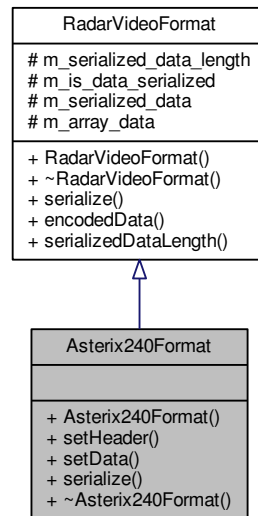 RadarVideoFormat
# m_serialized_data_length
# m_is_data_serialized
# m_serialized_data
# m_array_data
+ RadarVideoFormat()
+ ~RadarVideoFormat()
+ serialize()
+ encodedData()
+ serializedDataLength()
Asterix240Format
+ Asterix240Format()
+ setHeader()
+ setData()
+ serialize()
+ ~Asterix240Format()